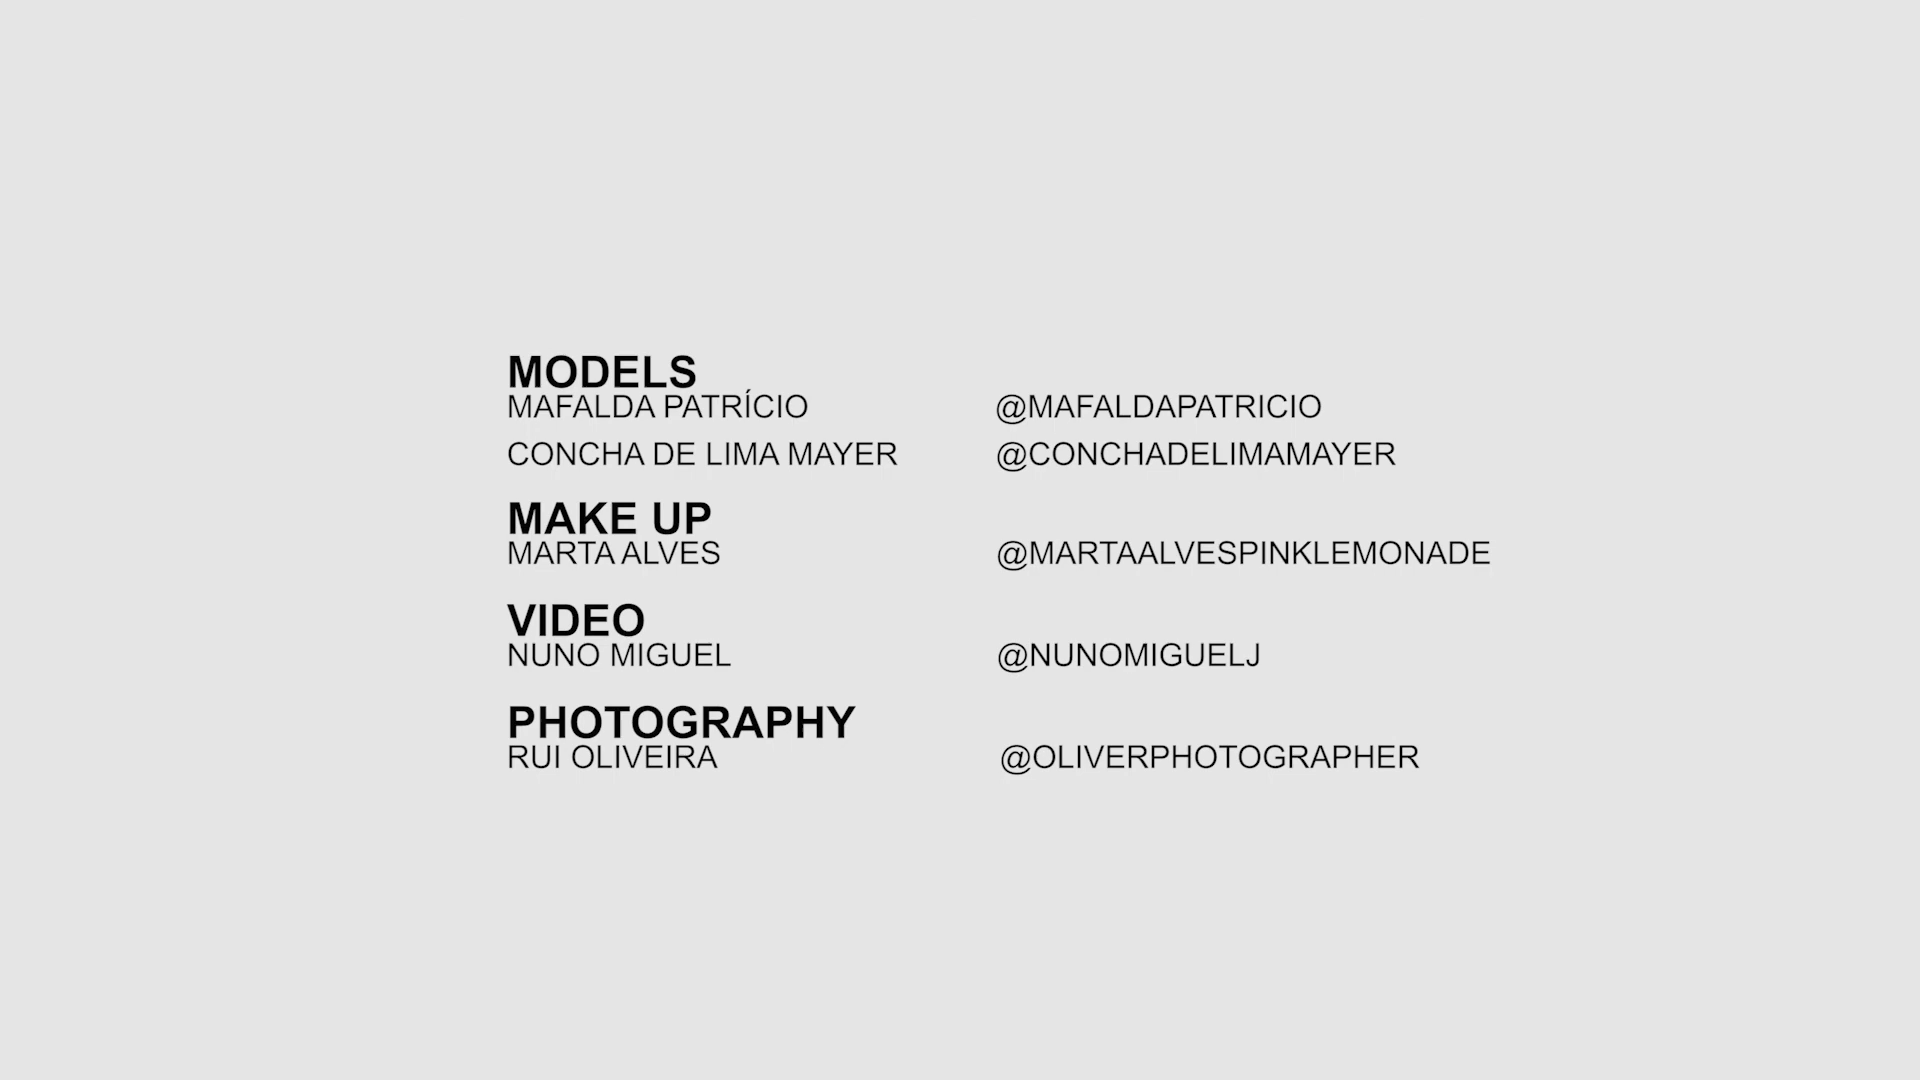 MODELS
MAFALDA PATRÍCIO @MAFALDAPATRICIO
CONCHA DE LIMA MAYER @CONCHADELIMAMAYER
MAKE UP
MARTA ALVES @MARTAALVESPINKLEMONADE
VIDEO
NUNO MIGUEL @NUNOMIGUELJ
PHOTOGRAPHY
RUI OLIVEIRA @OLIVERPHOTOGRAPHER